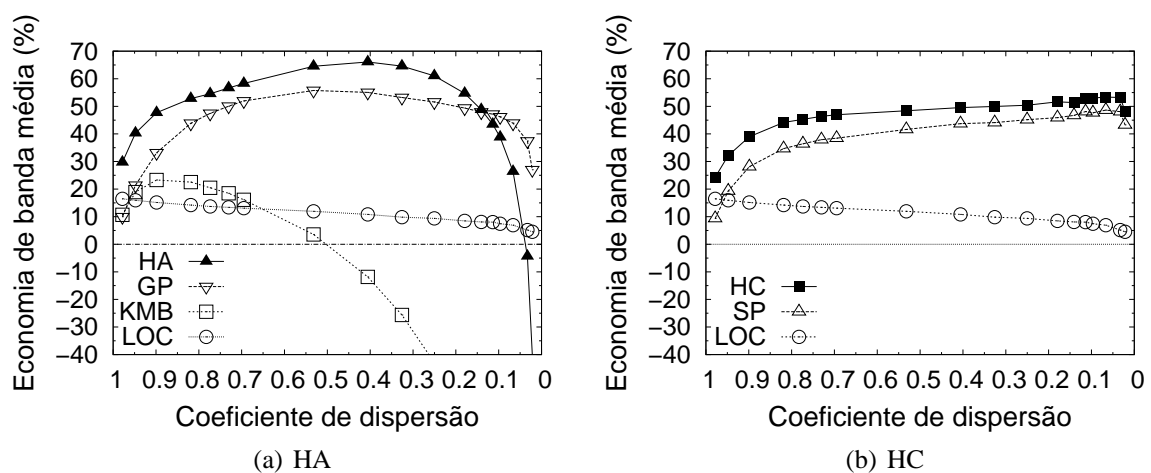 Economia de banda média (%)
70
60
50
40
30
20
10
0
−10
−20
−30
−40
HA
GP
KMB
LOC
1 0.9 0.8 0.7 0.6 0.5 0.4 0.3 0.2 0.1 0
Coeficiente de dispersão
(a) HA
Economia de banda média (%)
70
60
50
40
30
20
10
0
−10
−20
−30
−40
HC
SP
LOC
1 0.9 0.8 0.7 0.6 0.5 0.4 0.3 0.2 0.1 0
Coeficiente de dispersão
(b) HC